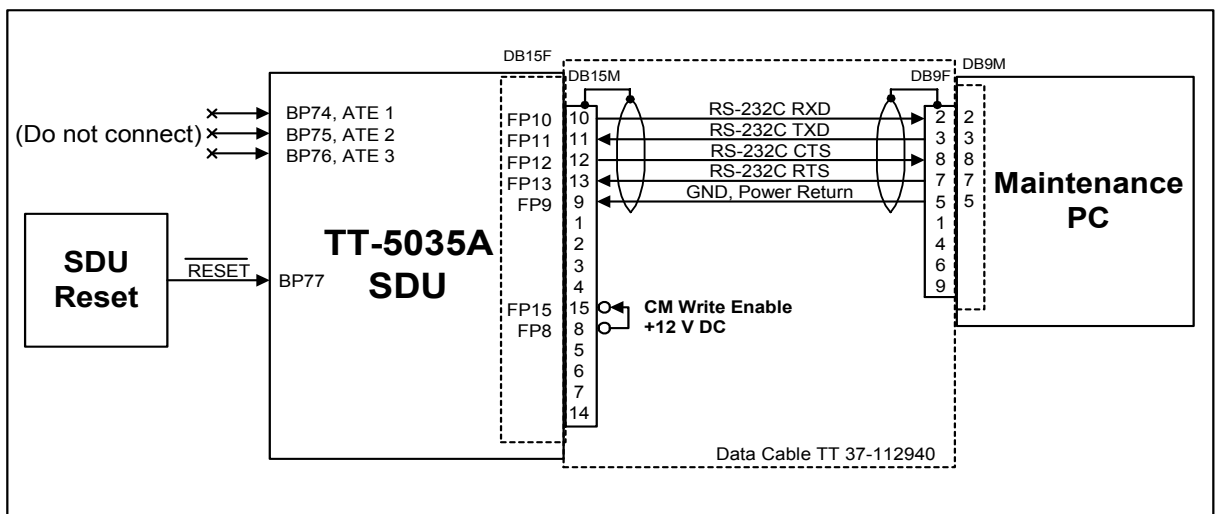 DB15F
DB15M
DB9F
DB9M
(Do not connect)
BP74, ATE 1
BP75, ATE 2
BP76, ATE 3
SDU
Reset
RESET
BP77
TT-5035A
SDU
FP10
FP11
FP12
FP13
FP9
FP15
FP8
10
11
12
13
9
1
2
3
4
15
8
5
6
7
14
RS-232C RXD
RS-232C TXD
RS-232C CTS
RS-232C RTS
GND, Power Return
CM Write Enable
+12 V DC
2
3
8
7
5
1
4
6
9
2
3
8
7
5
Maintenance
PC
Data Cable TT 37-112940